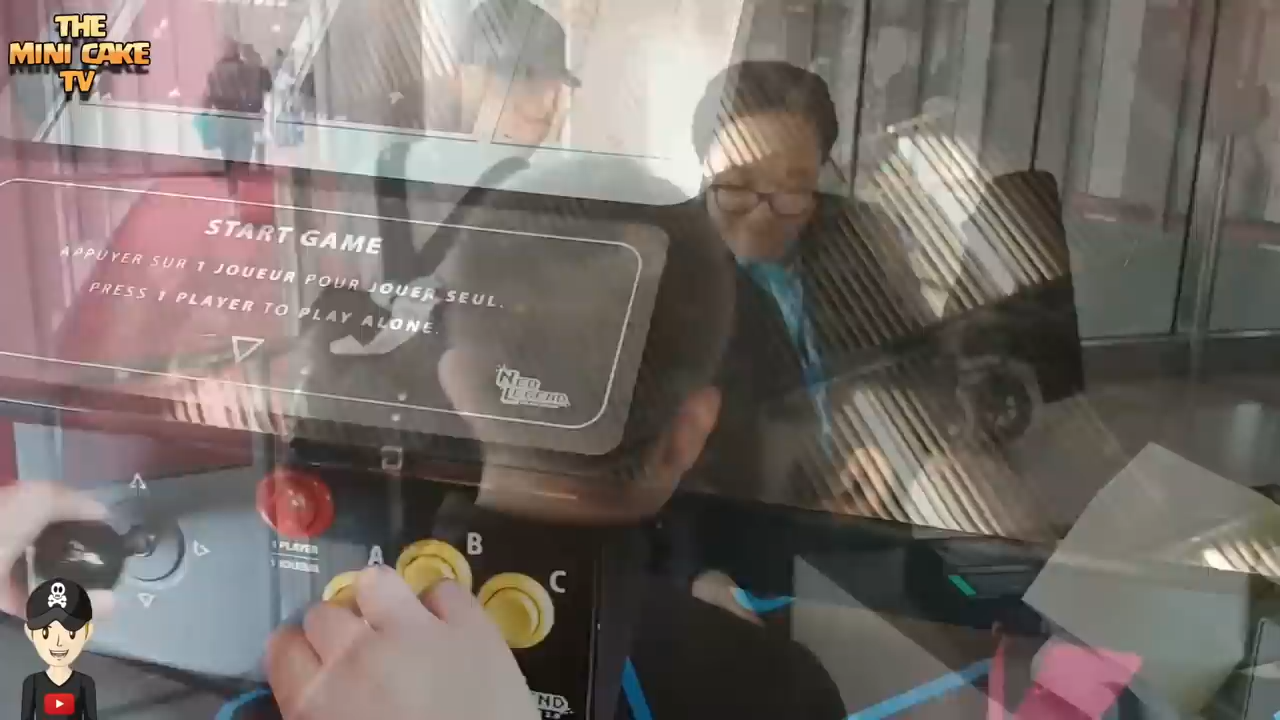 THE
MINI CAKE
TV
START GAME
APPUYER SUR 1 JOUEUR POUR JOUER SEUL.
PRESS 1 PLAYER TO PLAY ALONE.
NEO
LEGEND
A
B
C
1 PLAYER
1 JOUEUR